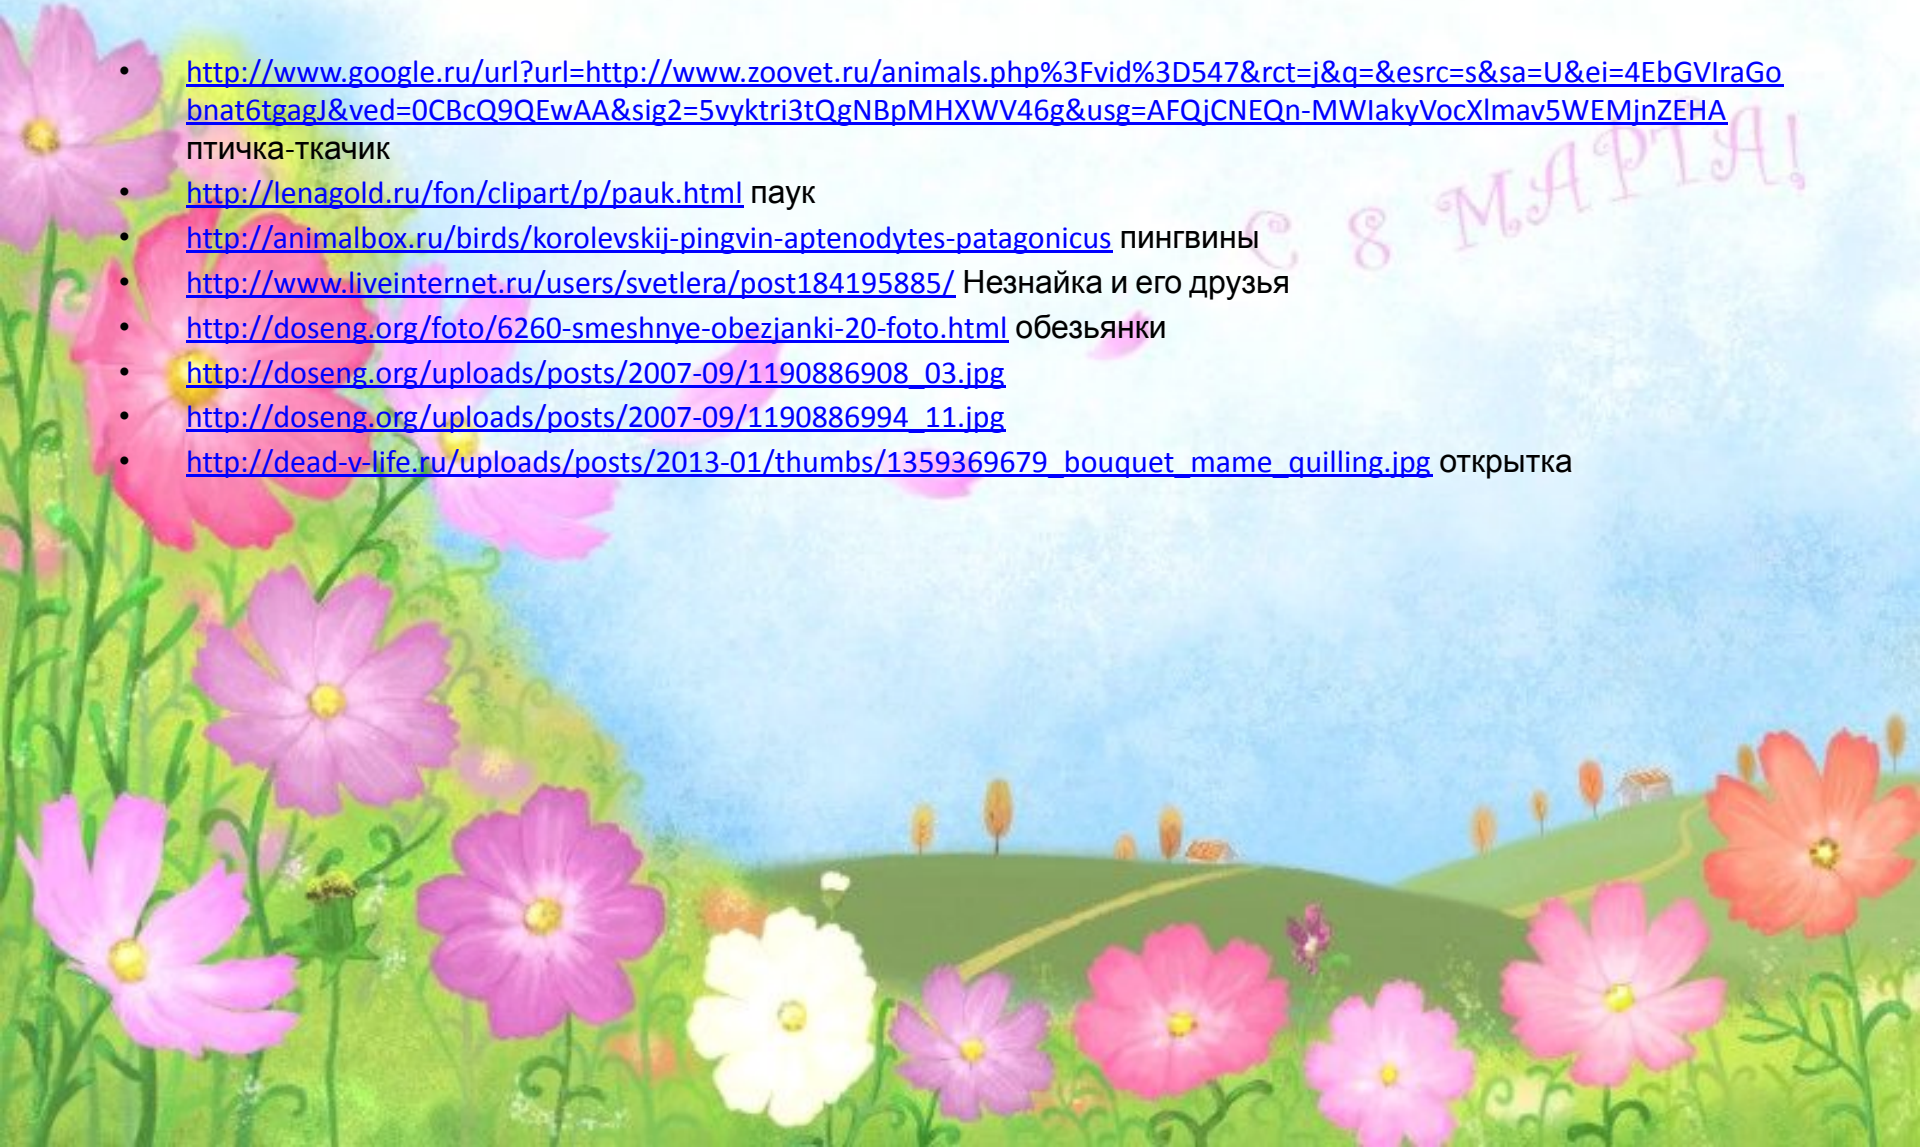 • http://www.google.ru/url?url=http://www.zoovet.ru/animals.php%3Fvid%3D547&rct=j&q=&esrc=s&sa=U&ei=4EbGVIraGo
bnat6tgagJ&ved=0CBcQ9QEwAA&sig2=5vyktri3tQgNBpMHXWV46g&usg=AFQjCNEQn-MWIakyVocXlmav5WEMjnZEHA
птичка-ткачик
• http://lenagold.ru/fon/clipart/p/pauk.html паук
• http://animalbox.ru/birds/korolevskij-pingvin-aptenodytes-patagonicus пингвины
• http://www.liveinternet.ru/users/svetlera/post184195885/ Незнайка и его друзья
• http://doseng.org/foto/6260-smeshnye-obezjanki-20-foto.html обезьянки
• http://doseng.org/uploads/posts/2007-09/1190886908_03.jpg
• http://doseng.org/uploads/posts/2007-09/1190886994_11.jpg
• http://dead-v-life.ru/uploads/posts/2013-01/thumbs/1359369679_bouquet_mame_quilling.jpg открытка
С 8 МАРТА!